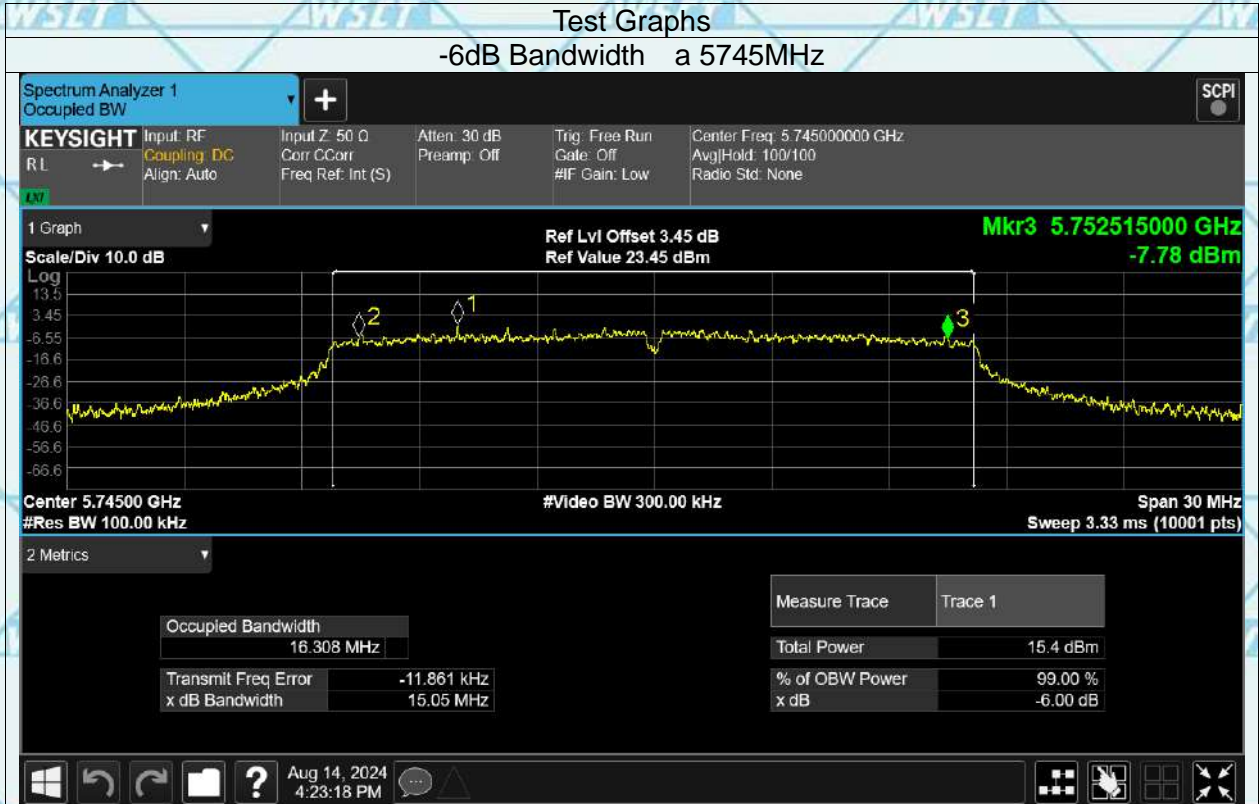 Test Graphs
-6dB Bandwidth a 5745MHz
Spectrum Analyzer 1
Occupied BW
+
SCPI
KEYSIGHT Input: RF Input Z: 50 Ω Atten: 30 dB Trig: Free Run Center Freq: 5.745000000 GHz
RL Coupling: DC Corr CCorr Preamp: Off Gate: Off Avg|Hold: 100/100
Align: Auto Freq Ref: Int (S) #IF Gain: Low Radio Std: None
LXI
1 Graph Ref Lvl Offset 3.45 dB Mkr3 5.752515000 GHz
Scale/Div 10.0 dB Ref Value 23.45 dBm -7.78 dBm
Log
13.5
3.45
-6.55
-16.6
-26.6
-36.6
-46.6
-56.6
-66.6
2
1
3
Center 5.74500 GHz #Video BW 300.00 kHz Span 30 MHz
#Res BW 100.00 kHz Sweep 3.33 ms (10001 pts)
2 Metrics
Measure Trace Trace 1
Occupied Bandwidth
16.308 MHz Total Power 15.4 dBm
Transmit Freq Error -11.861 kHz % of OBW Power 99.00 %
x dB Bandwidth 15.05 MHz x dB -6.00 dB
?
Aug 14, 2024
4:23:18 PM